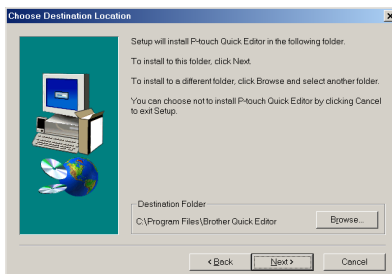 Choose Destination Location
Setup will install P-touch Quick Editor in the following folder.
To install to this folder, click Next.
To install to a different folder, click Browse and select another folder.
You can choose not to install P-touch Quick Editor by clicking Cancel
to exit Setup.
Destination Folder
C:\Program Files\Brother Quick Editor
Browse...
< Back
Next >
Cancel